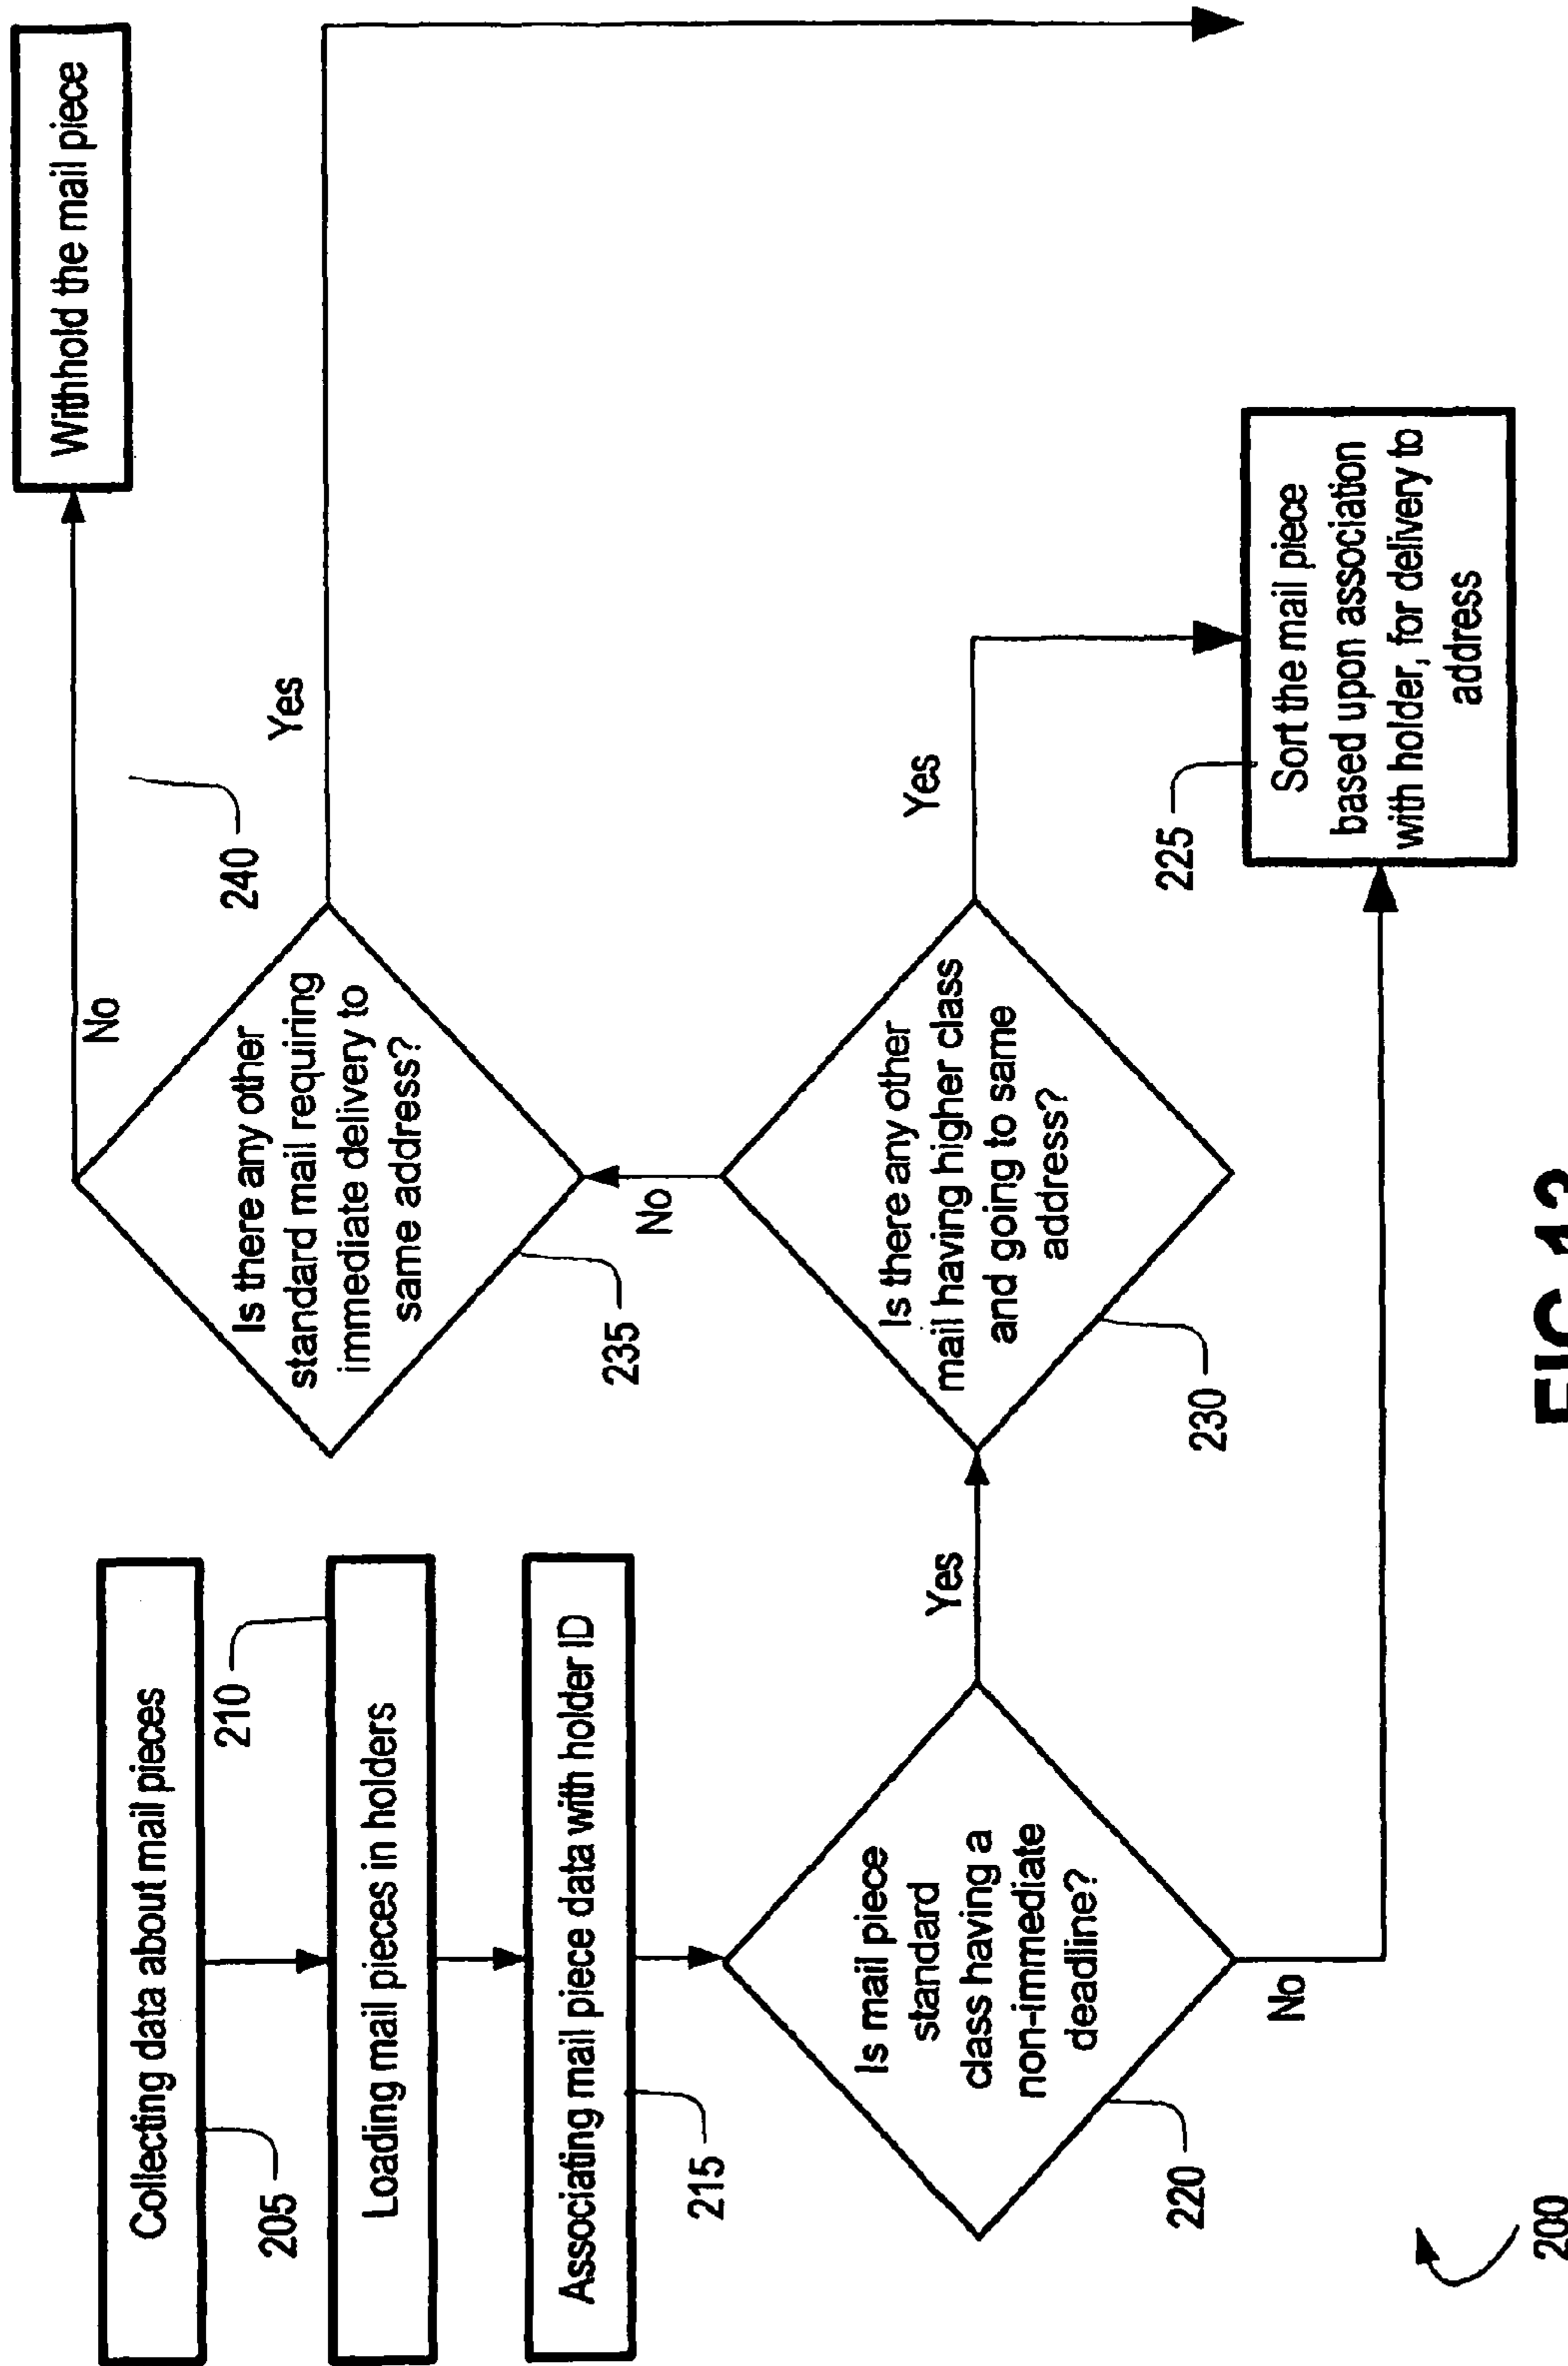 Collecting data about mail pieces
205
Loading mail pieces in holders
210
Associating mail piece data with holder ID
215
Is mail piece
standard
class having a
non-immediate
deadline?
220
Yes
No
Is there any other
mail having higher class
and going to same
address?
230
Yes
No
Is there any other
standard mail requiring
immediate delivery to
same address?
235
No
Yes
240
Withhold the mail piece
225
Sort the mail piece
based upon association
with holder, for delivery to
address
200